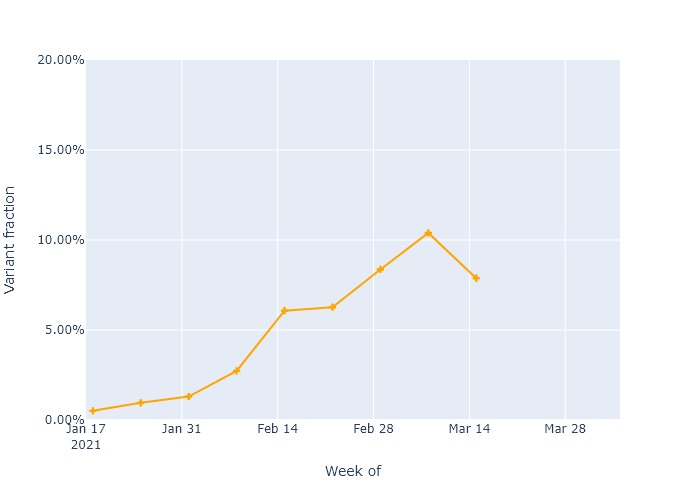 20.00%
15.00%
10.00%
5.00%
0.00%
Variant fraction
Jan 17 Jan 31 Feb 14 Feb 28 Mar 14 Mar 28
2021
Week of